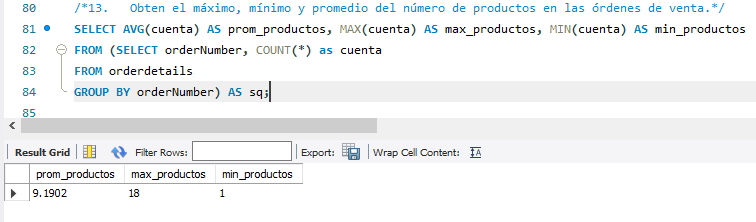 80 /*13. Obten el máximo, mínimo y promedio del número de productos en las órdenes de venta.*/
81 SELECT AVG(cuenta) AS prom_productos, MAX(cuenta) AS max_productos, MIN(cuenta) AS min_productos
82 FROM (SELECT orderNumber, COUNT(*) as cuenta
83 FROM orderdetails
84 GROUP BY orderNumber) AS sq;
85
Result Grid Filter Rows: Export: Wrap Cell Content: IA
prom_productos max_productos min_productos
9.1902 18 1